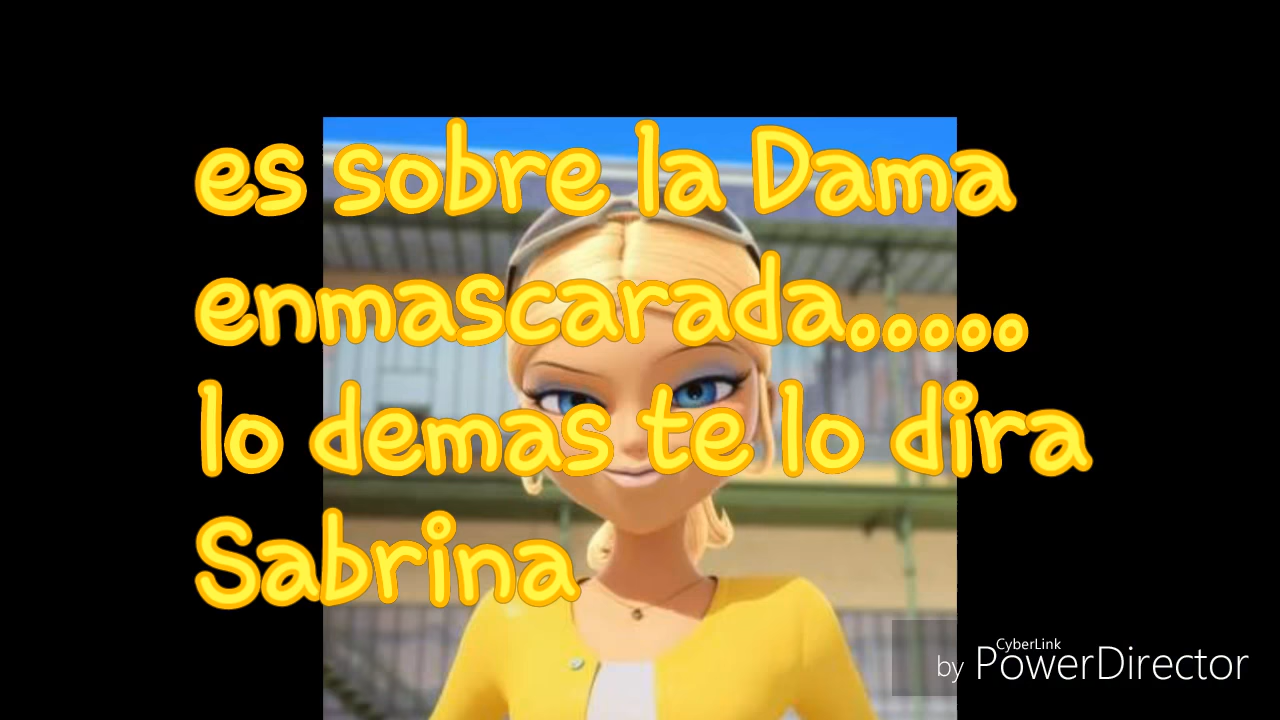 es sobre la Dama
enmascarada.....
lo demas te lo dira
Sabrina
CyberLink
by PowerDirector